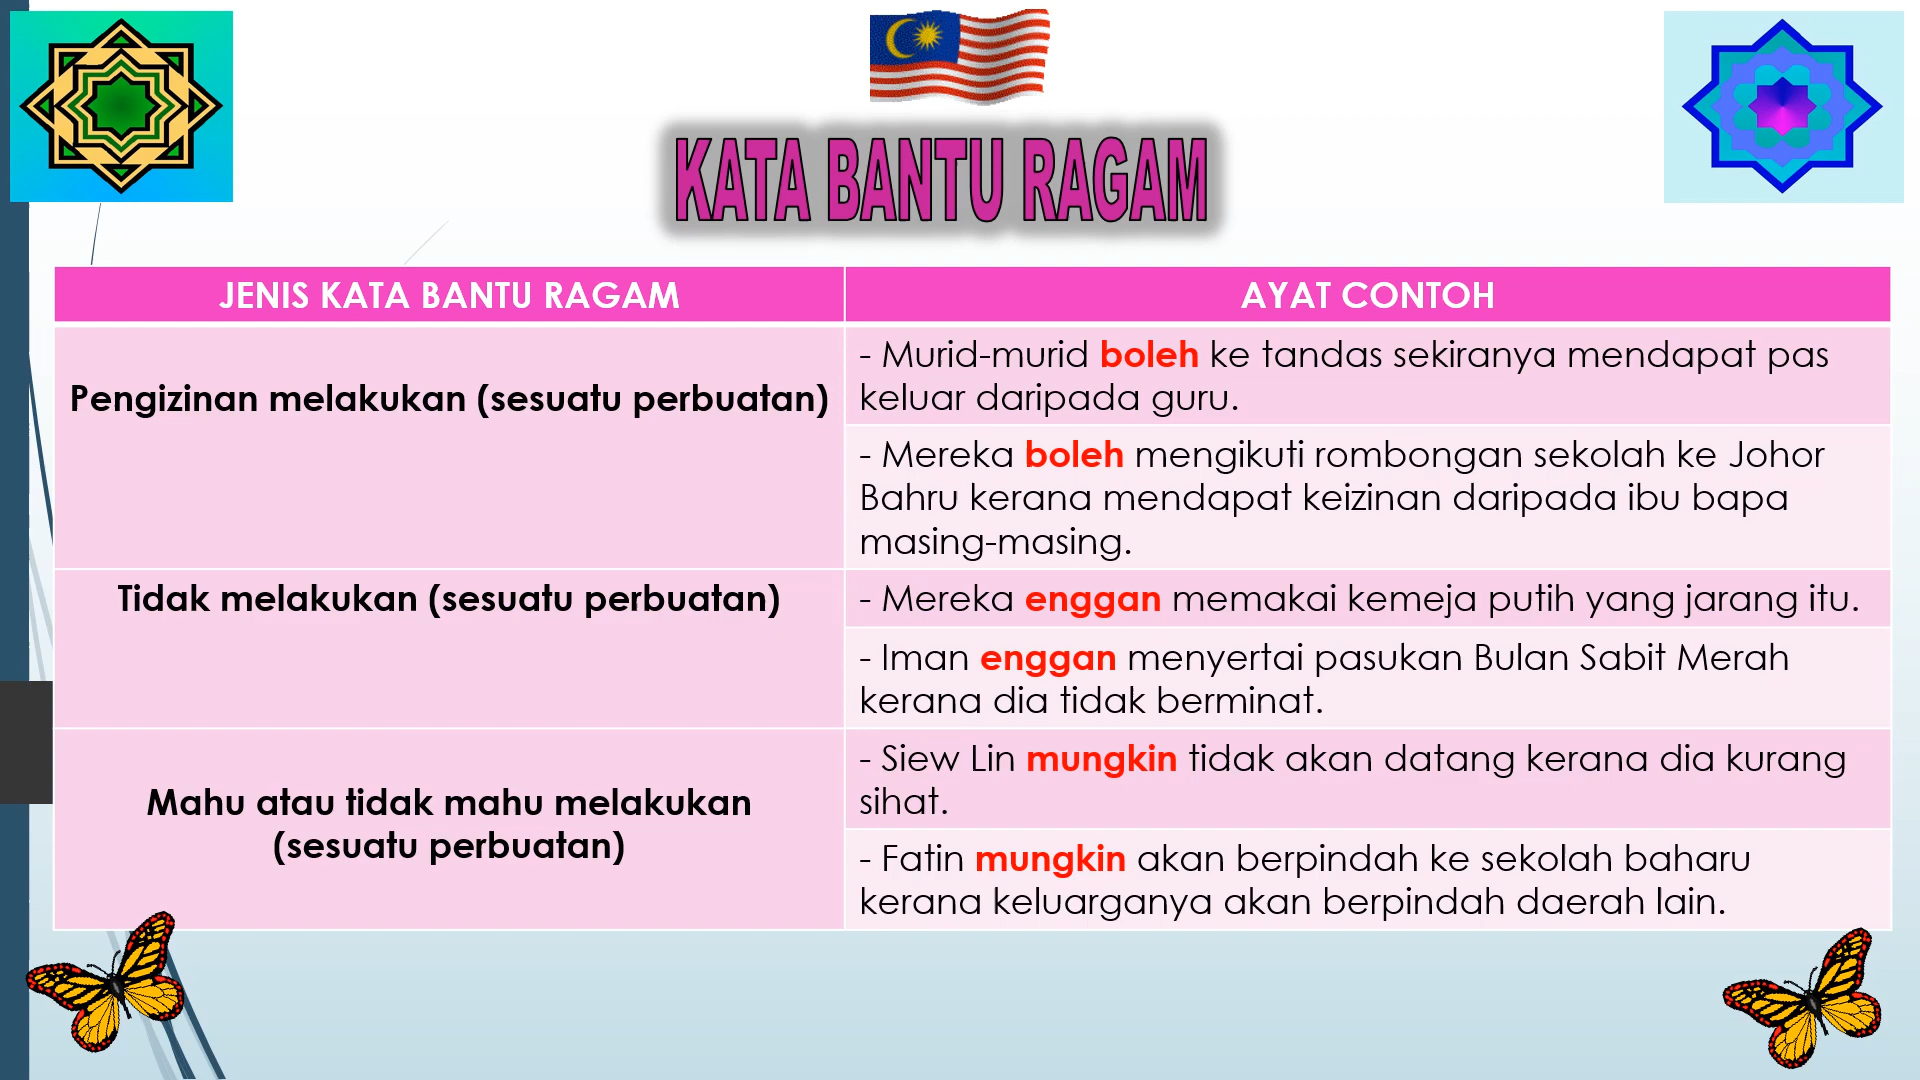 KATA BANTU RAGAM
JENIS KATA BANTU RAGAM
AYAT CONTOH
Pengizinan melakukan (sesuatu perbuatan)
- Murid-murid boleh ke tandas sekiranya mendapat pas
keluar daripada guru.
- Mereka boleh mengikuti rombongan sekolah ke Johor
Bahru kerana mendapat keizinan daripada ibu bapa
masing-masing.
Tidak melakukan (sesuatu perbuatan)
- Mereka enggan memakai kemeja putih yang jarang itu.
- Iman enggan menyertai pasukan Bulan Sabit Merah
kerana dia tidak berminat.
Mahu atau tidak mahu melakukan
(sesuatu perbuatan)
- Siew Lin mungkin tidak akan datang kerana dia kurang
sihat.
- Fatin mungkin akan berpindah ke sekolah baharu
kerana keluarganya akan berpindah daerah lain.